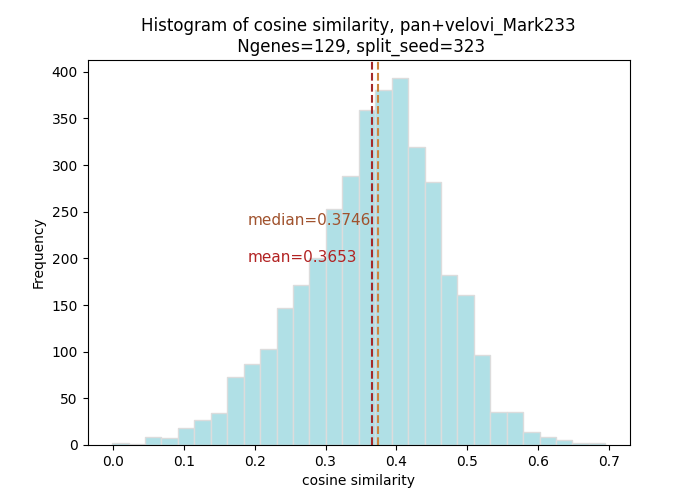 Histogram of cosine similarity, pan+velovi_Mark233
Ngenes=129, split_seed=323
400
350
300
250
200
150
100
50
0
Frequency
median=0.3746
mean=0.3653
0.0 0.1 0.2 0.3 0.4 0.5 0.6 0.7
cosine similarity